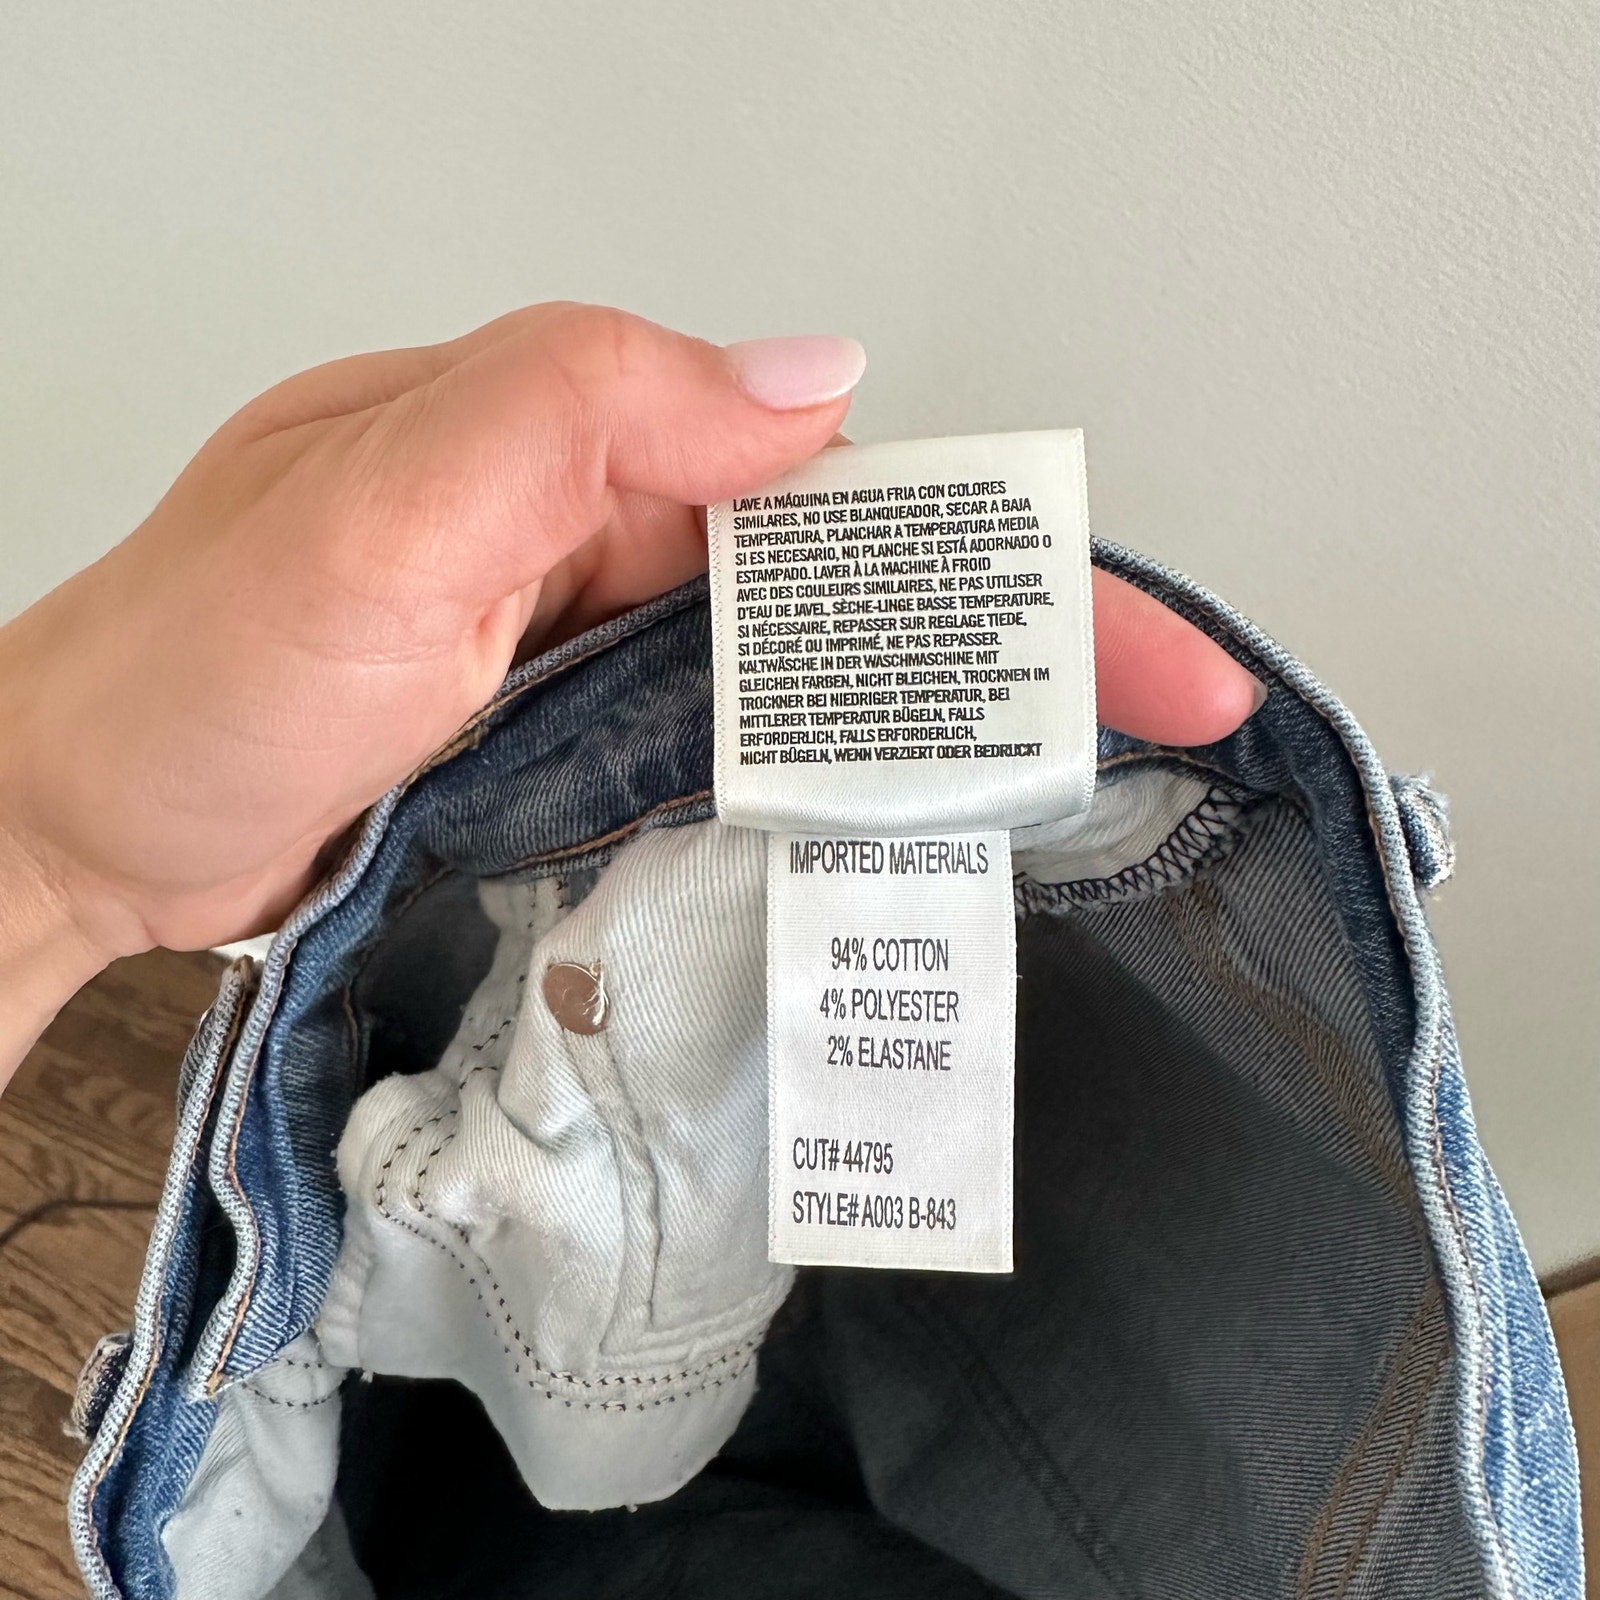 LAVE A MÁQUINA EN AGUA FRIA CON COLORES
SIMILARES, NO USE BLANQUEADOR, SECAR A BAJA
TEMPERATURA, PLANCHAR A TEMPERATURA MEDIA
SI ES NECESARIO, NO PLANCHE SI ESTÁ ADORNADO O
ESTAMPADO. LAVER À LA MACHINE À FROID
AVEC DES COULEURS SIMILAIRES, NE PAS UTILISER
D'EAU DE JAVEL, SÈCHE-LINGE BASSE TEMPERATURE,
SI NÉCESSAIRE, REPASSER SUR REGLAGE TIEDE,
SI DÉCORÉ OU IMPRIMÉ, NE PAS REPASSER.
KALTWÄSCHE IN DER WASCHMASCHINE MIT
GLEICHEN FARBEN, NICHT BLEICHEN, TROCKNEN IM
TROCKNER BEI NIEDRIGER TEMPERATUR, BEI
MITTLERER TEMPERATUR BÜGELN, FALLS
ERFORDERLICH, FALLS ERFORDERLICH,
NICHT BÜGELN, WENN VERZIERT ODER BEDRUCKT
IMPORTED MATERIALS
94% COTTON
4% POLYESTER
2% ELASTANE
CUT# 44795
STYLE# A003 B-843